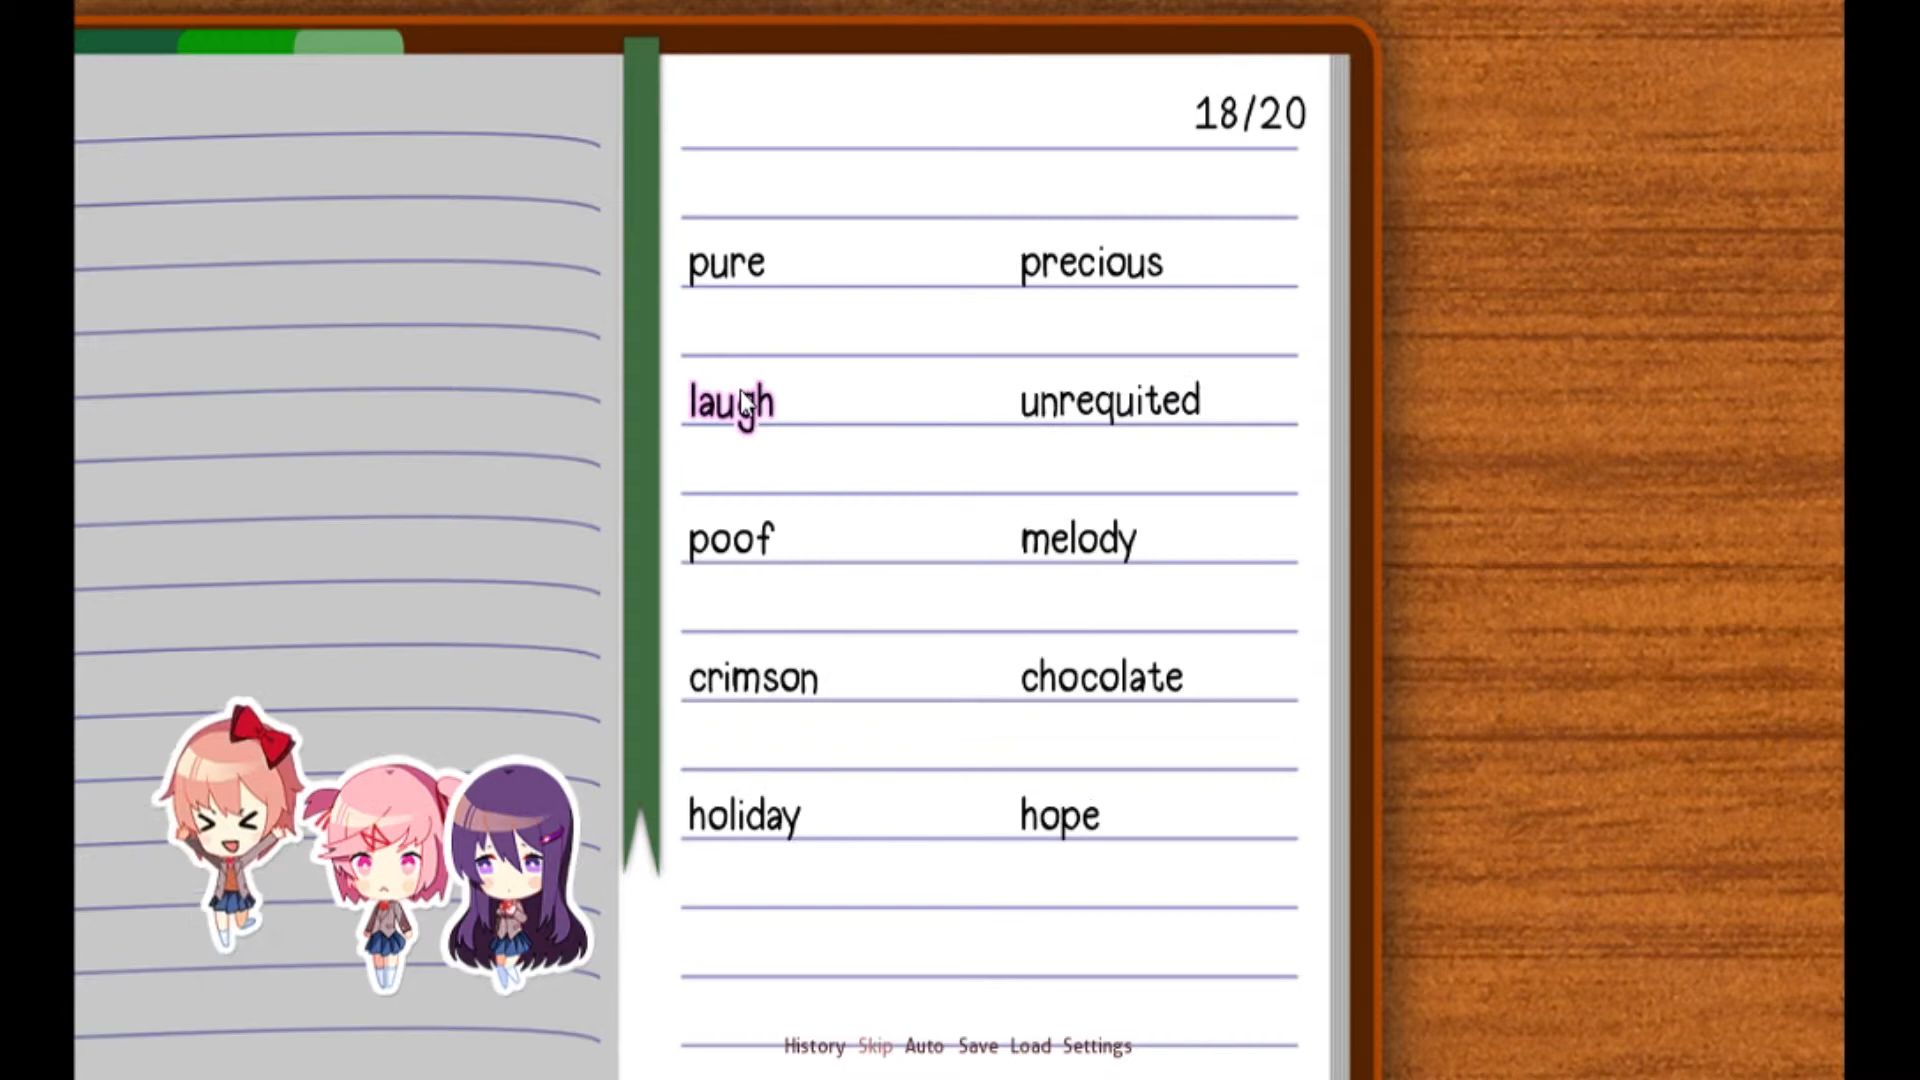 18/20
pure precious
laugh unrequited
poof melody
crimson chocolate
holiday hope
History Skip Auto Save Load Settings